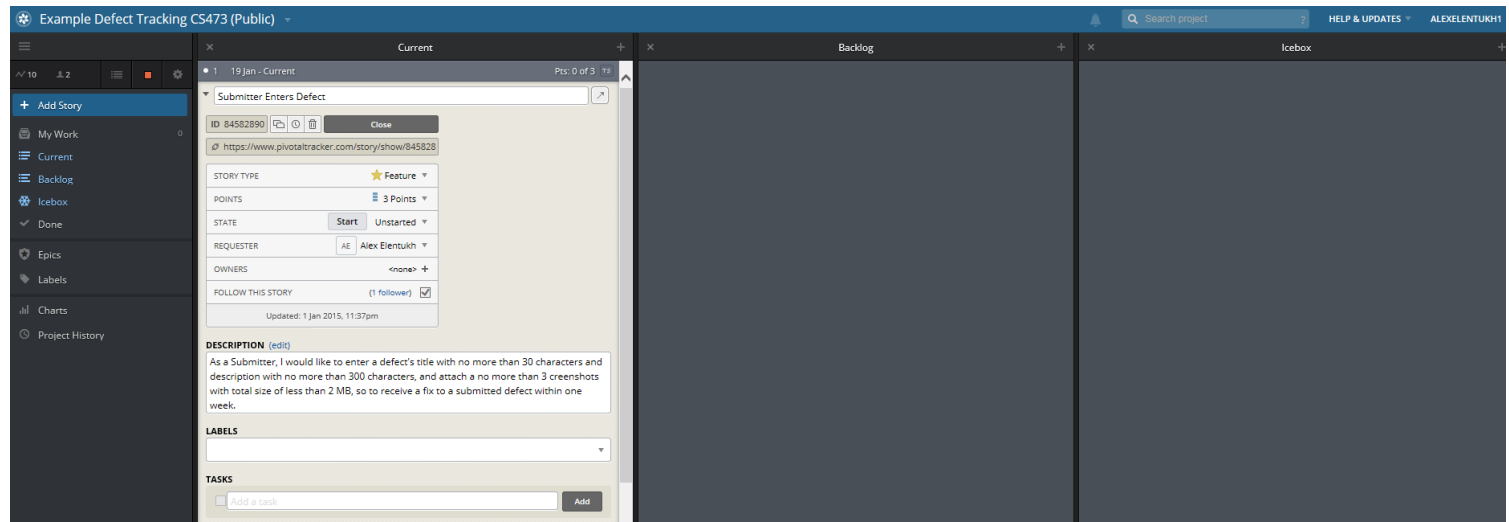 Example Defect Tracking CS473 (Public)
Search project
?
HELP & UPDATES
ALEXELENTUKH1
10
2
+ Add Story
My Work 0
Current
Backlog
Icebox
Done
Epics
Labels
Charts
Project History
× Current +
1 19 Jan - Current Pts: 0 of 3 TS
Submitter Enters Defect
ID 84582890 Close
https://www.pivotaltracker.com/story/show/845828
STORY TYPE Feature
POINTS 3 Points
STATE Start Unstarted
REQUESTER AE Alex Elentukh
OWNERS <none> +
FOLLOW THIS STORY (1 follower)
Updated: 1 Jan 2015, 11:37pm
DESCRIPTION (edit)
As a Submitter, I would like to enter a defect's title with no more than 30 characters and
description with no more than 300 characters, and attach a no more than 3 creenshots
with total size of less than 2 MB, so to receive a fix to a submitted defect within one
week.
LABELS
TASKS
Add a task Add
× Backlog +
× Icebox +